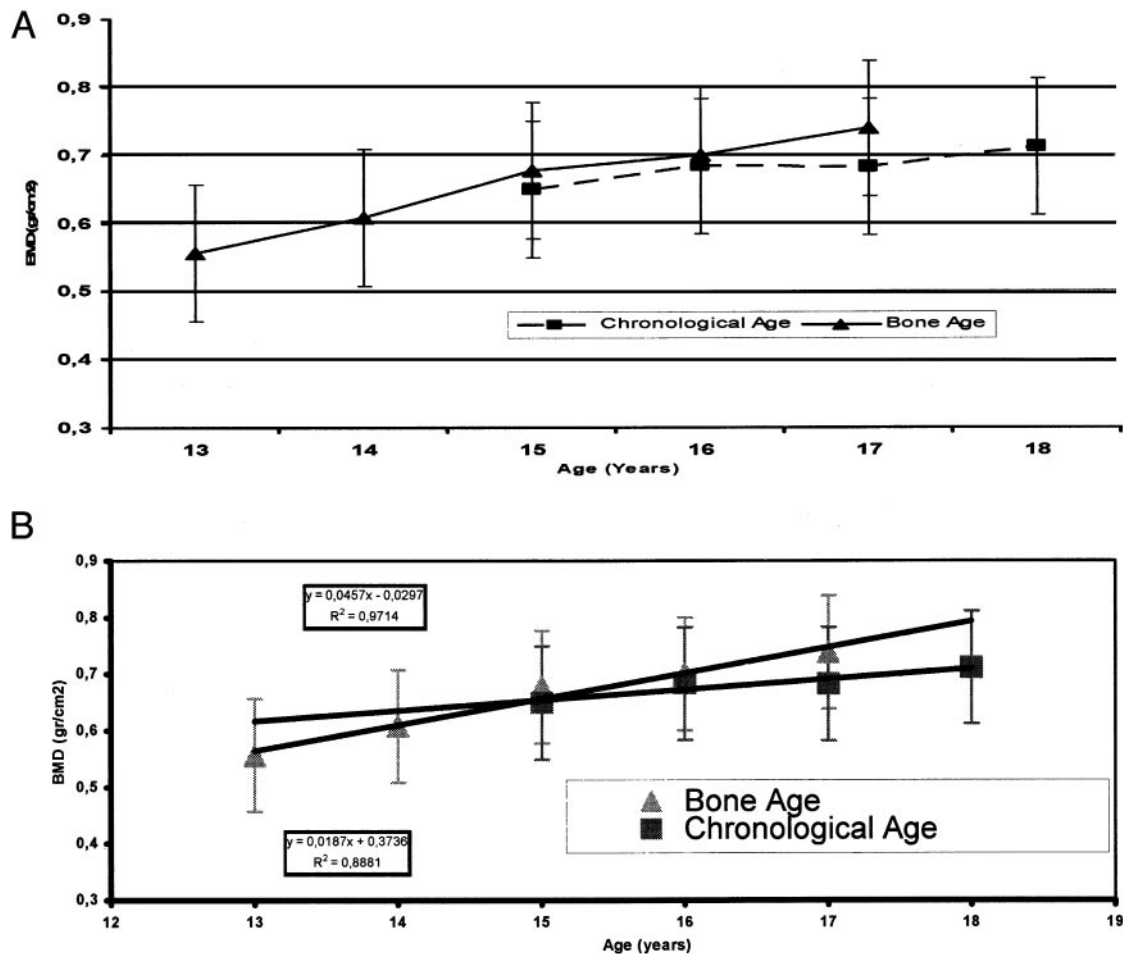 A
0,9
0,8
0,7
0,6
0,5
0,4
0,3
BMD(gr/cm2)
Chronological Age
Bone Age
13 14 15 16 17 18
Age (Years)
B
0,9
0,8
0,7
0,6
0,5
0,4
0,3
BMD (gr/cm2)
y = 0,0457x - 0,0297
R² = 0,9714
Bone Age
Chronological Age
y = 0,0187x + 0,3736
R² = 0,8881
12 13 14 15 16 17 18 19
Age (years)